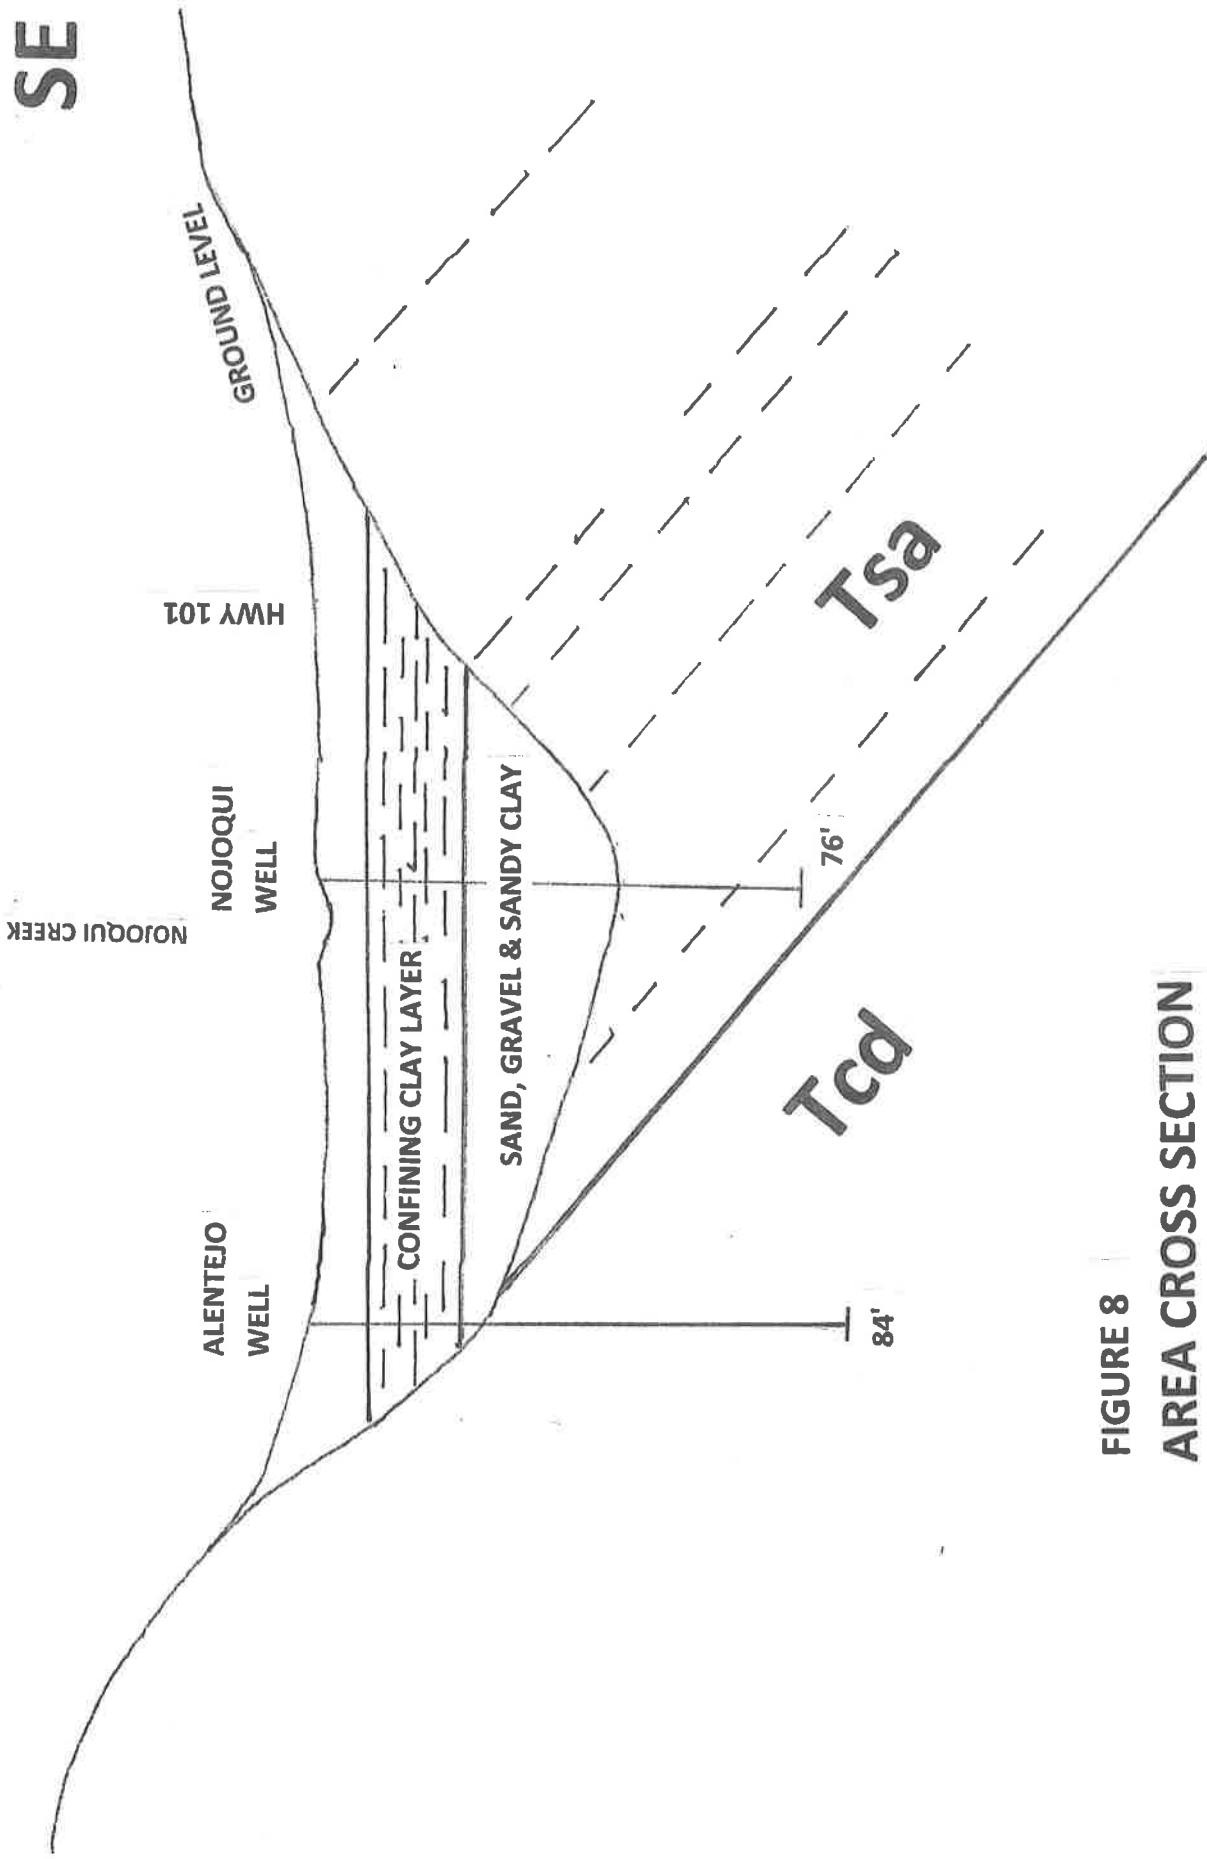 SE
GROUND LEVEL
HWY 101
NOJOQUI CREEK
NOJOQUI
WELL
ALENTEJO
WELL
CONFINING CLAY LAYER
SAND, GRAVEL & SANDY CLAY
76'
84'
Tsa
Tcd
FIGURE 8
AREA CROSS SECTION